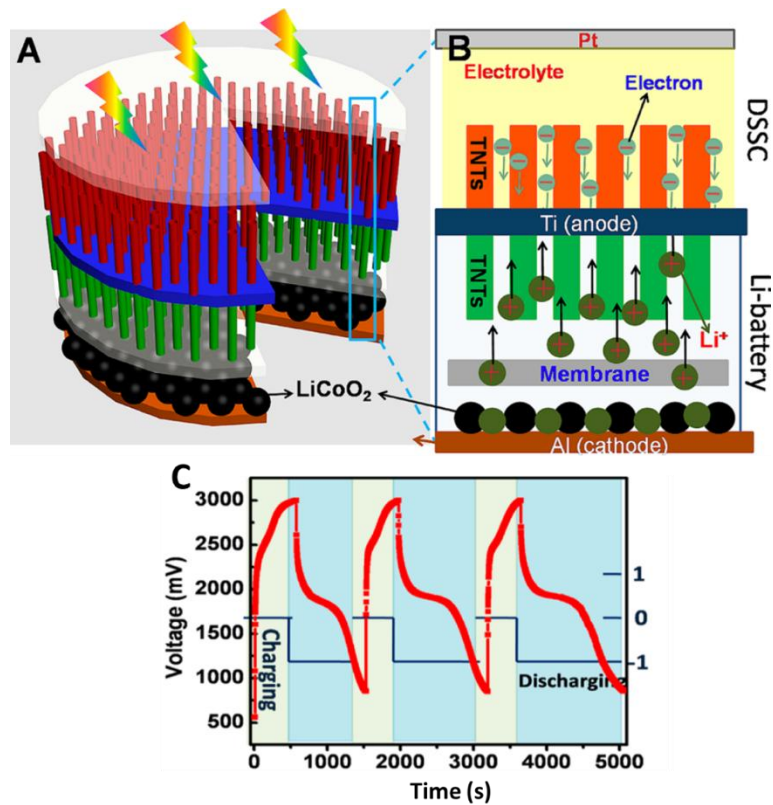 A
LiCoO₂
B
Pt
Electrolyte
Electron
TNTs
DSSC
Ti (anode)
TNTs
Li⁺
Membrane
Al (cathode)
Li-battery
C
Voltage (mV)
3000
2500
2000
1500
1000
500
1
0
-1
Charging
Discharging
0 1000 2000 3000 4000 5000
Time (s)